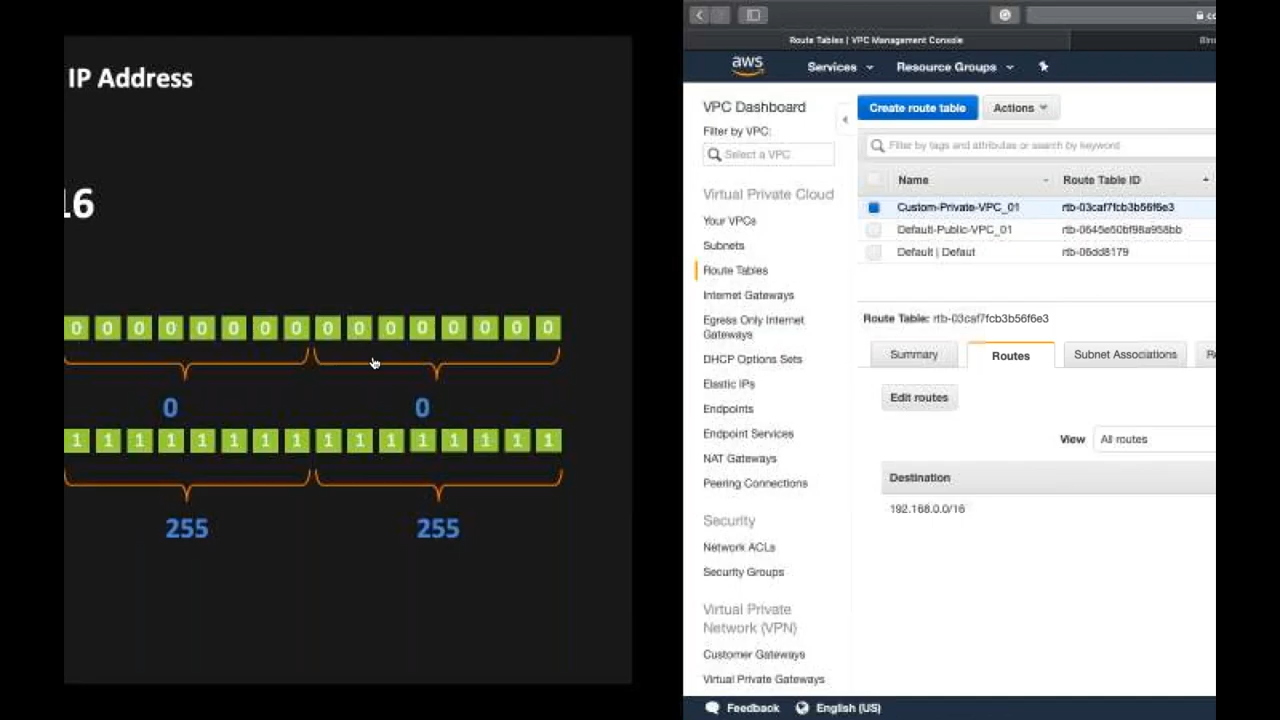 IP Address
.16
0 0 0 0 0 0 0 0 0 0 0 0 0 0 0 0
0 0
1 1 1 1 1 1 1 1 1 1 1 1 1 1 1 1
255 255
Route Tables | VPC Management Console
aws Services Resource Groups
VPC Dashboard
Filter by VPC:
Select a VPC
Virtual Private Cloud
Your VPCs
Subnets
Route Tables
Internet Gateways
Egress Only Internet
Gateways
DHCP Options Sets
Elastic IPs
Endpoints
Endpoint Services
NAT Gateways
Peering Connections
Security
Network ACLs
Security Groups
Virtual Private
Network (VPN)
Customer Gateways
Virtual Private Gateways
Create route table Actions
Filter by tags and attributes or search by keyword
Name Route Table ID
Custom-Private-VPC_01 rtb-03caf7fcb3b56f6e3
Default-Public-VPC_01 rtb-0645e50bf98a958bb
Default | Defaut rtb-06dd8179
Route Table: rtb-03caf7fcb3b56f6e3
Summary Routes Subnet Associations
Edit routes
View All routes
Destination
192.168.0.0/16
Feedback English (US)